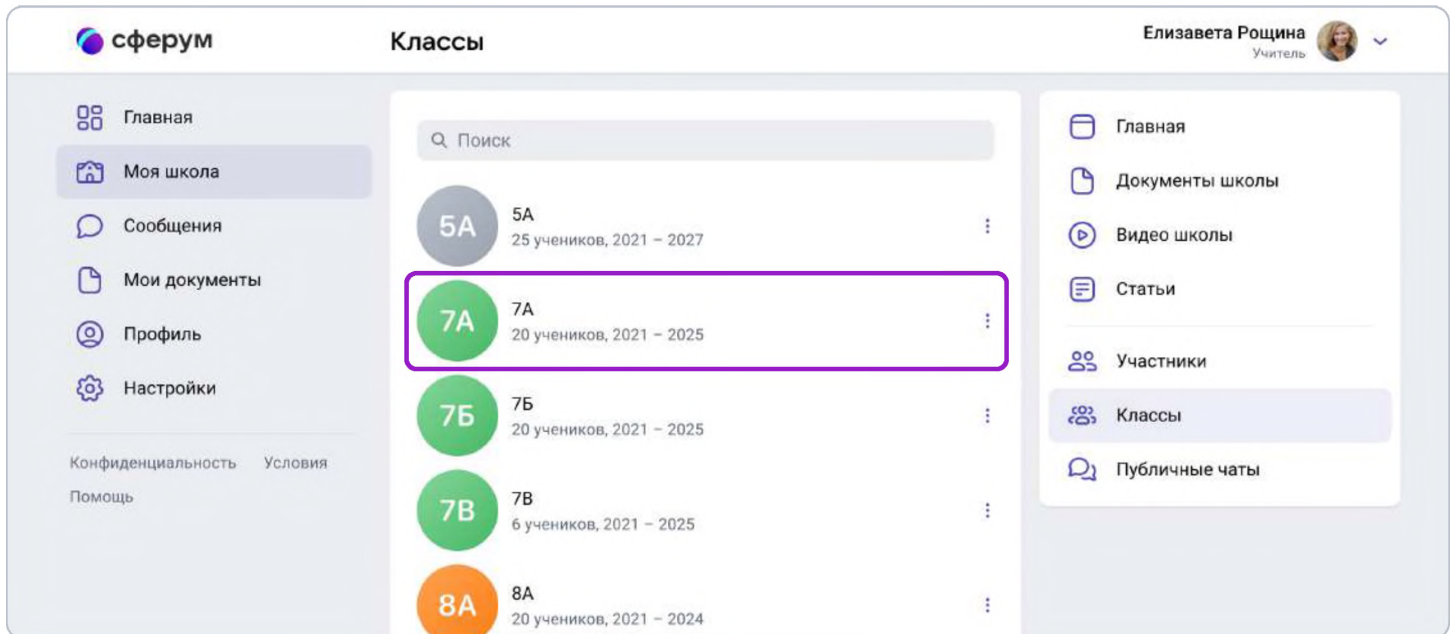 сферум
Классы
Елизавета Рощина
Учитель
Главная
Моя школа
Сообщения
Мои документы
Профиль
Настройки
Конфиденциальность Условия
Помощь
Поиск
5А
5А
25 учеников, 2021 – 2027
7А
7А
20 учеников, 2021 – 2025
7Б
7Б
20 учеников, 2021 – 2025
7В
7В
6 учеников, 2021 – 2025
8А
8А
20 учеников, 2021 – 2024
Главная
Документы школы
Видео школы
Статьи
Участники
Классы
Публичные чаты